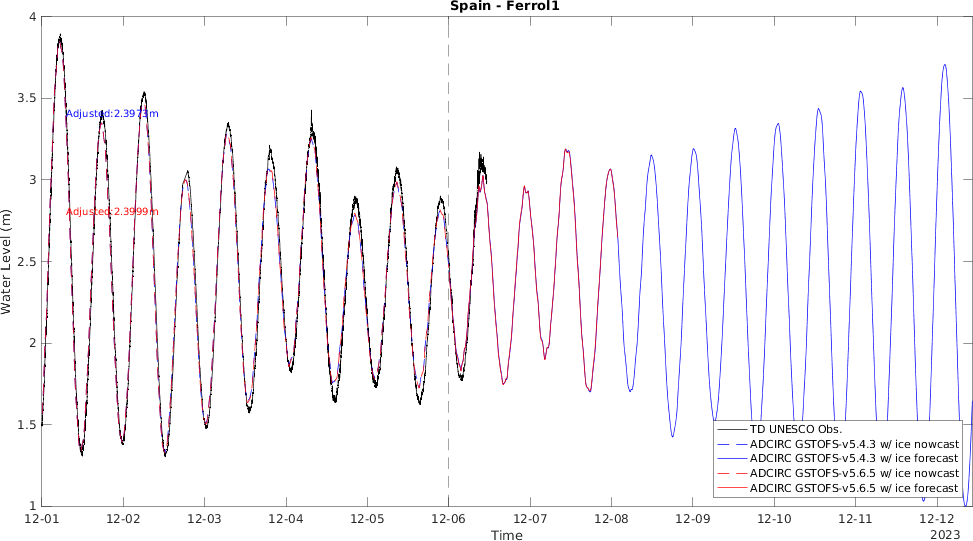 Spain - Ferrol1
4
3.5
3
2.5
2
1.5
1
Water Level (m)
Adjusted:2.3973m
Adjusted:2.3999m
TD UNESCO Obs.
ADCIRC GSTOFS-v5.4.3 w/ ice nowcast
ADCIRC GSTOFS-v5.4.3 w/ ice forecast
ADCIRC GSTOFS-v5.6.5 w/ ice nowcast
ADCIRC GSTOFS-v5.6.5 w/ ice forecast
12-01 12-02 12-03 12-04 12-05 12-06 12-07 12-08 12-09 12-10 12-11 12-12
2023
Time